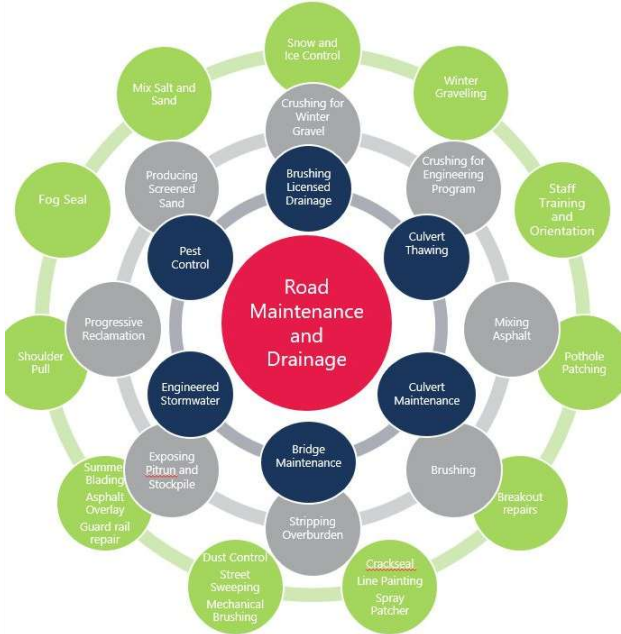 Snow and
Ice Control
Winter
Gravelling
Staff
Training
and
Orientation
Pothole
Patching
Breakout
repairs
Crackseal
Line Painting
Spray
Patcher
Dust Control
Street
Sweeping
Mechanical
Brushing
Summer
Blading
Asphalt
Overlay
Guard rail
repair
Shoulder
Pull
Fog Seal
Mix Salt and
Sand
Crushing for
Winter
Gravel
Crushing for
Engineering
Program
Mixing
Asphalt
Brushing
Stripping
Overburden
Exposing
Pitrun and
Stockpile
Progressive
Reclamation
Producing
Screened
Sand
Brushing
Licensed
Drainage
Culvert
Thawing
Culvert
Maintenance
Bridge
Maintenance
Engineered
Stormwater
Pest
Control
Road
Maintenance
and
Drainage